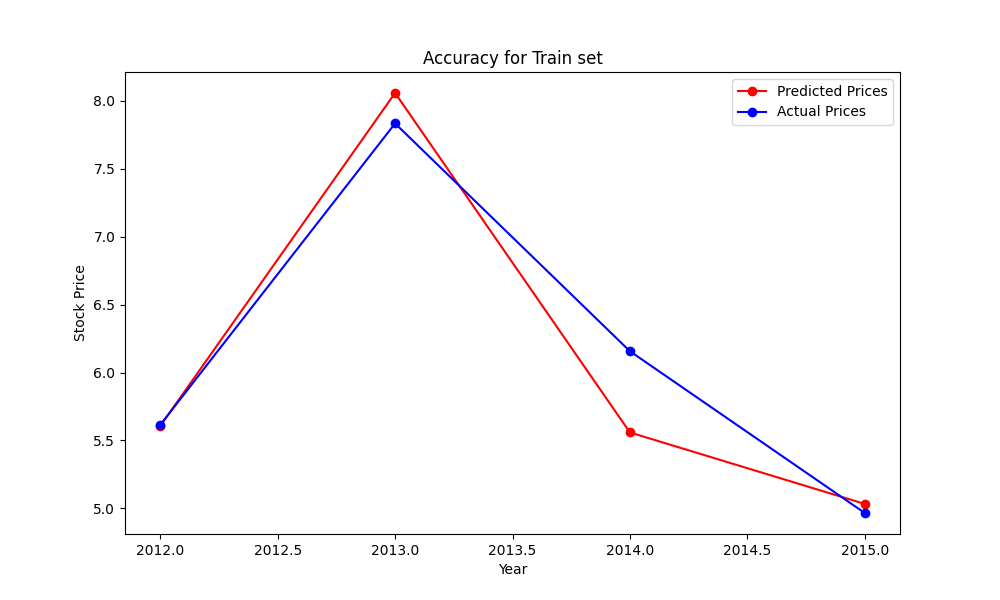 Accuracy for Train set
Predicted Prices
Actual Prices
8.0
7.5
7.0
6.5
6.0
5.5
5.0
Stock Price
2012.0 2012.5 2013.0 2013.5 2014.0 2014.5 2015.0
Year